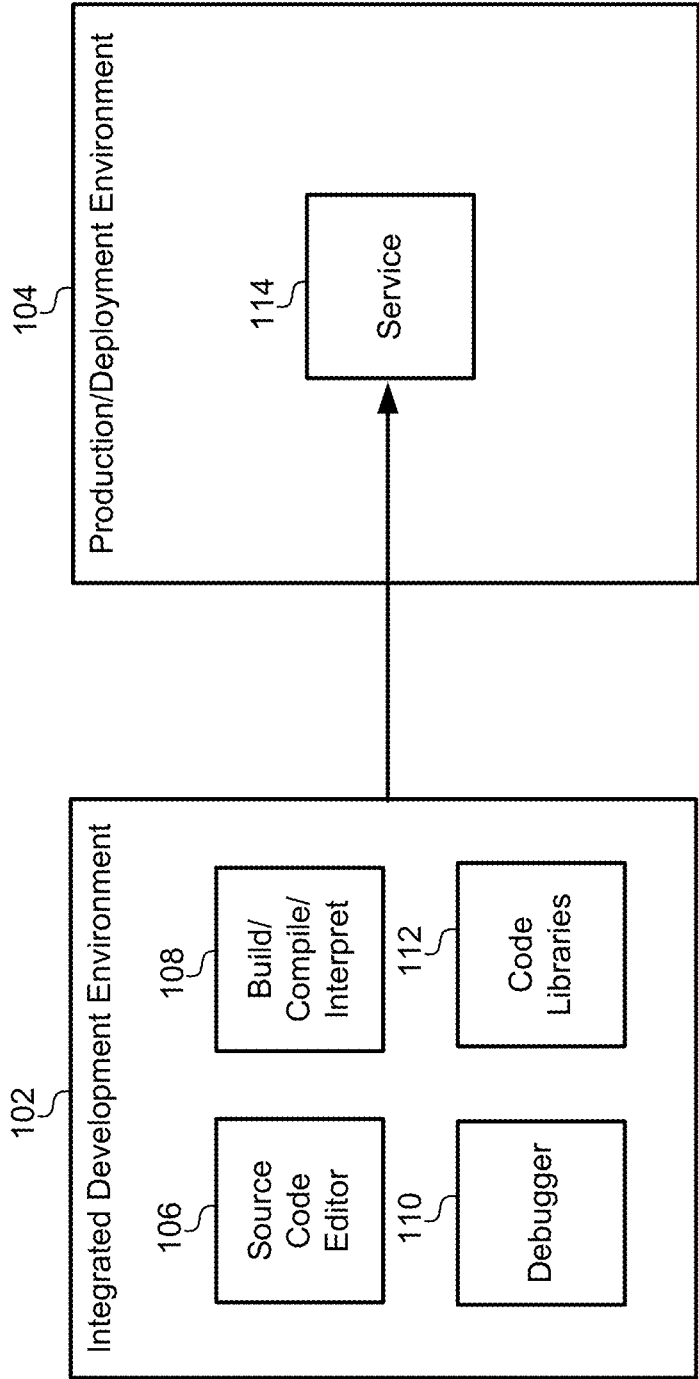 102
Integrated Development Environment
106
Source
Code
Editor
108
Build/
Compile/
Interpret
110
Debugger
112
Code
Libraries
104
Production/Deployment Environment
114
Service